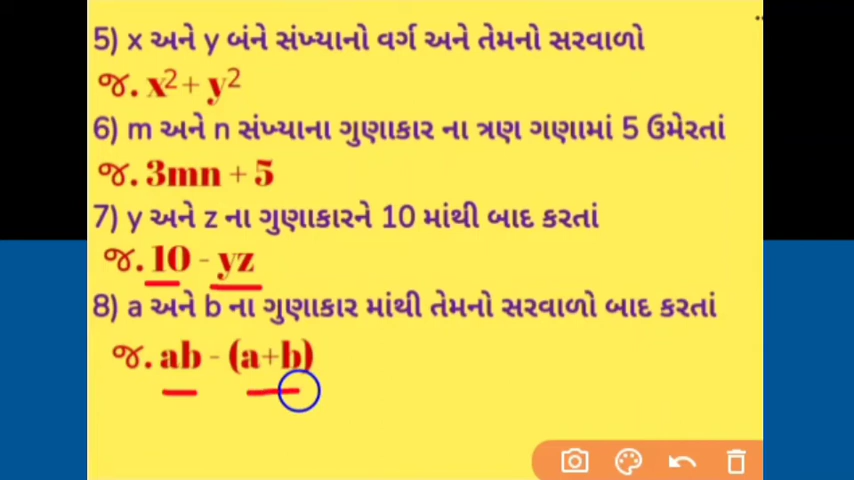 5) x અને y બંને સંખ્યાનો વર્ગ અને તેમનો સરવાળો
જ. x² + y²
6) m અને n સંખ્યાના ગુણાકાર ના ત્રણ ગણામાં 5 ઉમેરતાં
જ. 3mn + 5
7) y અને z ના ગુણાકારને 10 માંથી બાદ કરતાં
જ. 10 - yz
8) a અને b ના ગુણાકાર માંથી તેમનો સરવાળો બાદ કરતાં
જ. ab - (a+b)